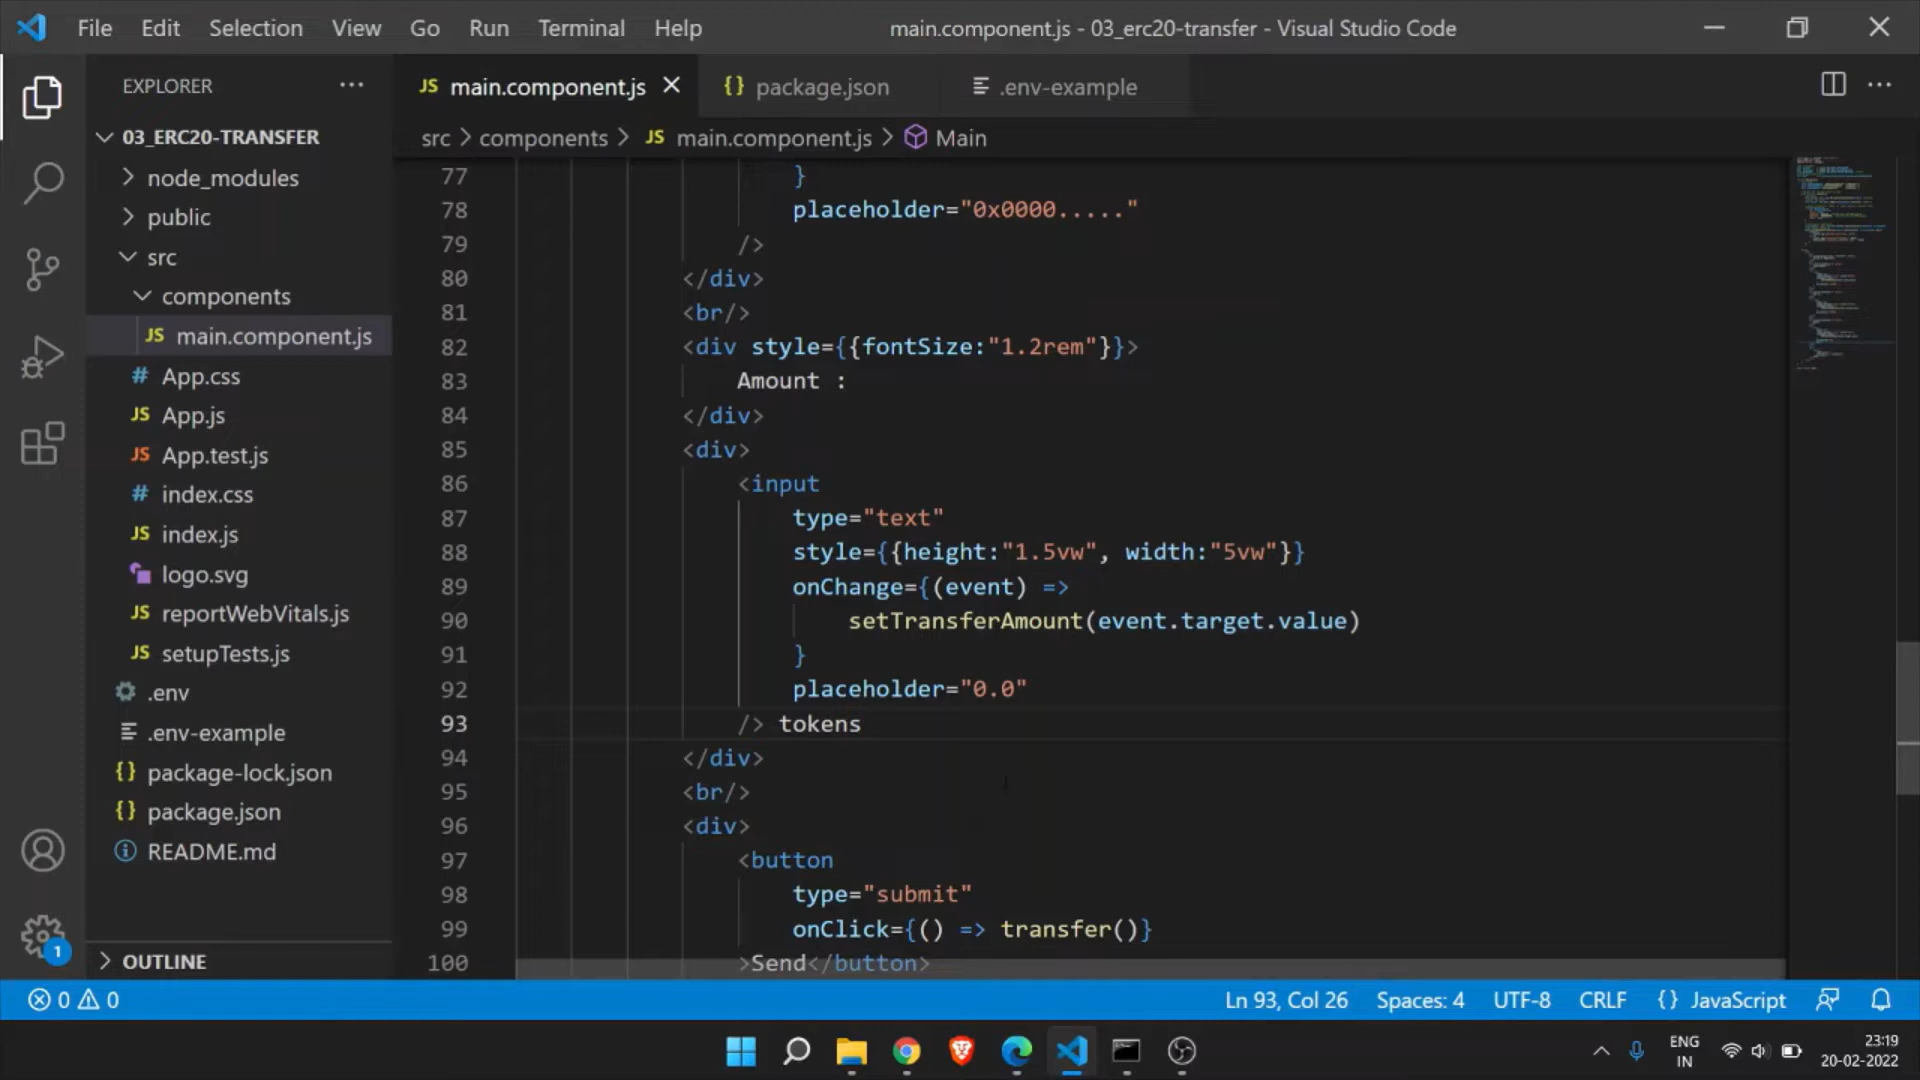 File Edit Selection View Go Run Terminal Help
main.component.js - 03_erc20-transfer - Visual Studio Code
EXPLORER
03_ERC20-TRANSFER
node_modules
public
src
components
JS main.component.js
# App.css
JS App.js
JS App.test.js
# index.css
JS index.js
logo.svg
JS reportWebVitals.js
JS setupTests.js
.env
.env-example
{} package-lock.json
{} package.json
README.md
OUTLINE
1
JS main.component.js
{} package.json
.env-example
src > components > JS main.component.js > Main
77 }
78 placeholder="0x0000....."
79 />
80 </div>
81 <br/>
82 <div style={{fontSize:"1.2rem"}}>
83 Amount :
84 </div>
85 <div>
86 <input
87 type="text"
88 style={{height:"1.5vw", width:"5vw"}}
89 onChange={(event) =>
90 setTransferAmount(event.target.value)
91 }
92 placeholder="0.0"
93 /> tokens
94 </div>
95 <br/>
96 <div>
97 <button
98 type="submit"
99 onClick={() => transfer()}
100 >Send</button>
0 0
Ln 93, Col 26 Spaces: 4 UTF-8 CRLF {} JavaScript
ENG
IN
23:19
20-02-2022